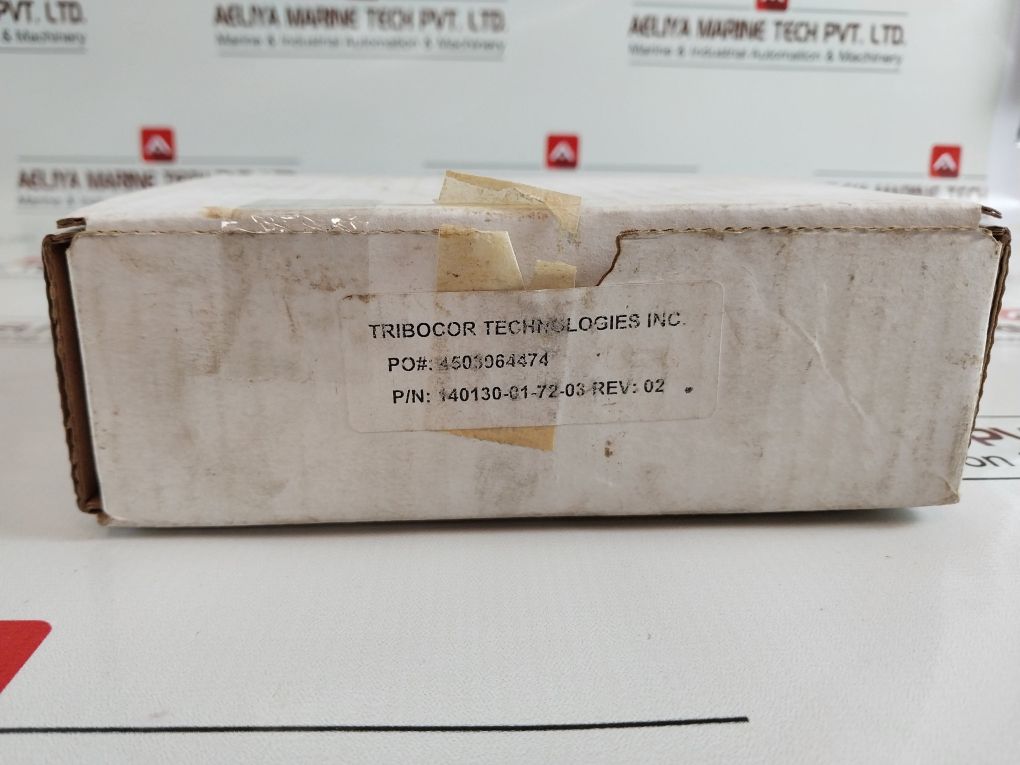 AELIYA MARINE TECH PVT. LTD.
Marine & Industrial Automation & Machinery
AELIYA MARINE TECH PVT. LTD.
Marine & Industrial Automation & Machinery
& Machinery
AELIYA MARINE TECH
TRIBOCOR TECHNOLOGIES INC.
PO#: 4503064474
P/N: 140130-01-72-03 REV: 02